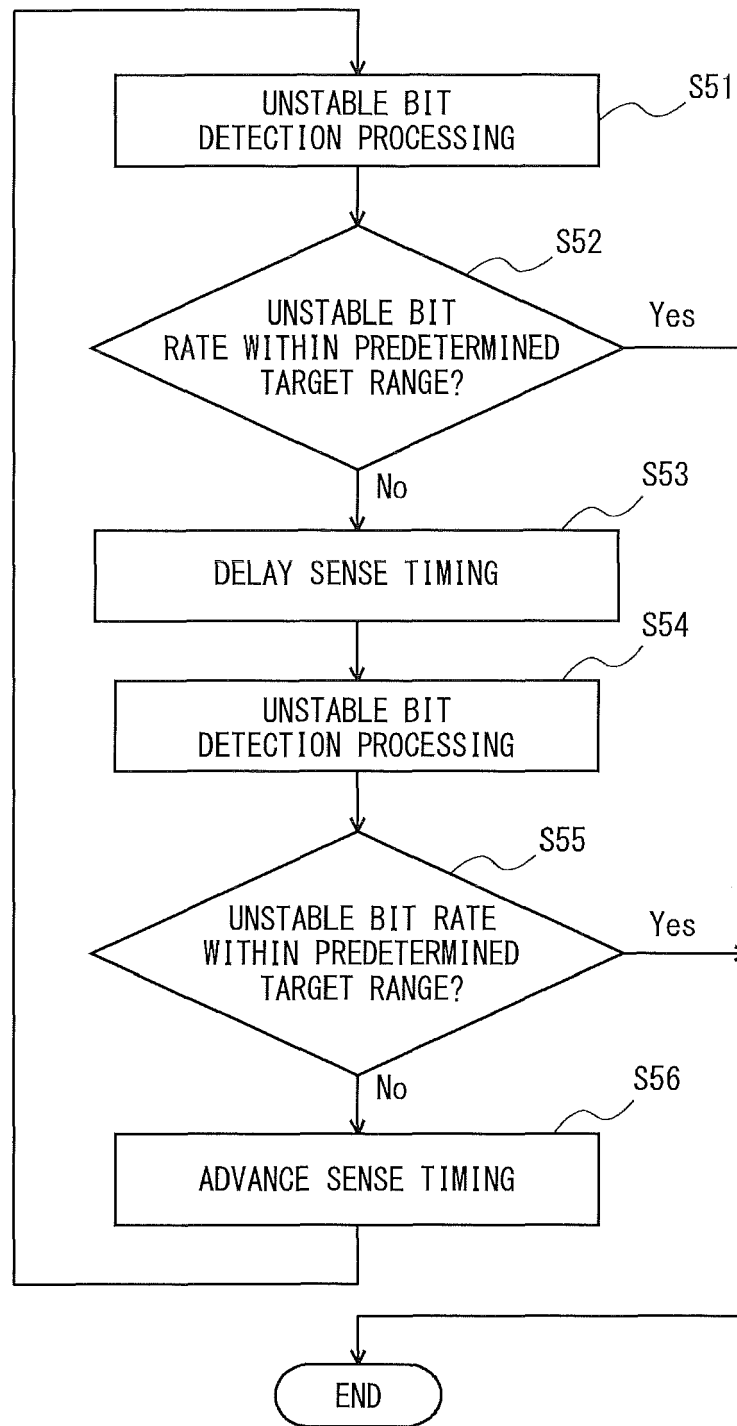 UNSTABLE BIT
DETECTION PROCESSING
S51
S52
UNSTABLE BIT
RATE WITHIN PREDETERMINED
TARGET RANGE?
Yes
No
S53
DELAY SENSE TIMING
S54
UNSTABLE BIT
DETECTION PROCESSING
S55
UNSTABLE BIT RATE
WITHIN PREDETERMINED
TARGET RANGE?
Yes
No
S56
ADVANCE SENSE TIMING
END